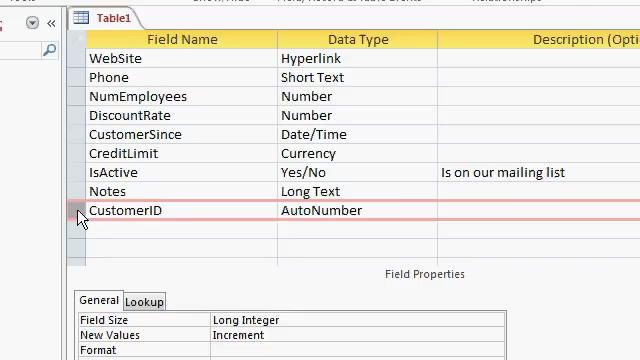 Table1
Field Name Data Type Description (Opti
WebSite Hyperlink
Phone Short Text
NumEmployees Number
DiscountRate Number
CustomerSince Date/Time
CreditLimit Currency
IsActive Yes/No Is on our mailing list
Notes Long Text
CustomerID AutoNumber
Field Properties
General Lookup
Field Size Long Integer
New Values Increment
Format